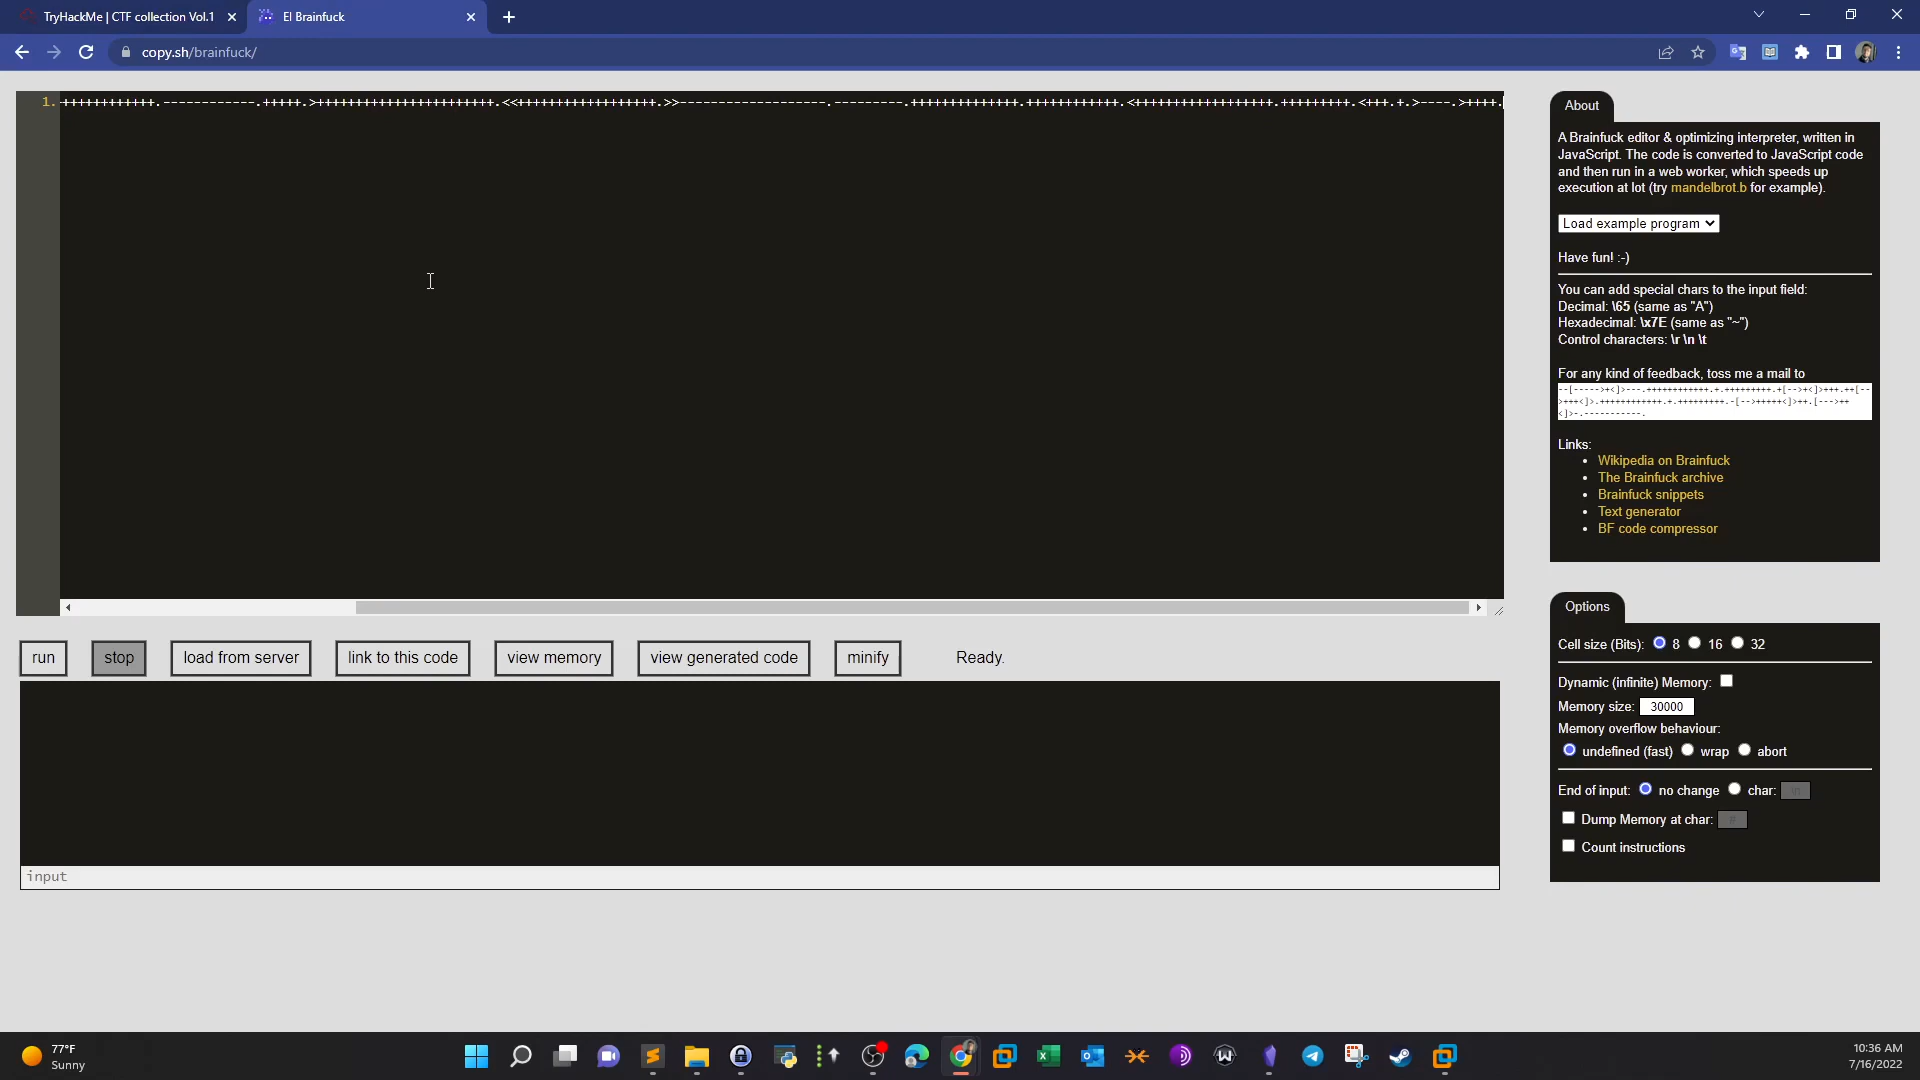 TryHackMe | CTF collection Vol.1
El Brainfuck
copy.sh/brainfuck/
1.
About
A Brainfuck editor & optimizing interpreter, written in
JavaScript. The code is converted to JavaScript code
and then run in a web worker, which speeds up
execution at lot (try mandelbrot.b for example).
Load example program
Have fun! :-)
You can add special chars to the input field:
Decimal: \65 (same as "A")
Hexadecimal: \x7E (same as "~")
Control characters: \r \n \t
For any kind of feedback, toss me a mail to
Links:
• Wikipedia on Brainfuck
• The Brainfuck archive
• Brainfuck snippets
• Text generator
• BF code compressor
run stop load from server link to this code view memory view generated code minify Ready.
input
Options
Cell size (Bits): 8 16 32
Dynamic (infinite) Memory:
Memory size: 30000
Memory overflow behaviour:
undefined (fast) wrap abort
End of input: no change char: \n
Dump Memory at char: #
Count instructions
77°F
Sunny
10:36 AM
7/16/2022